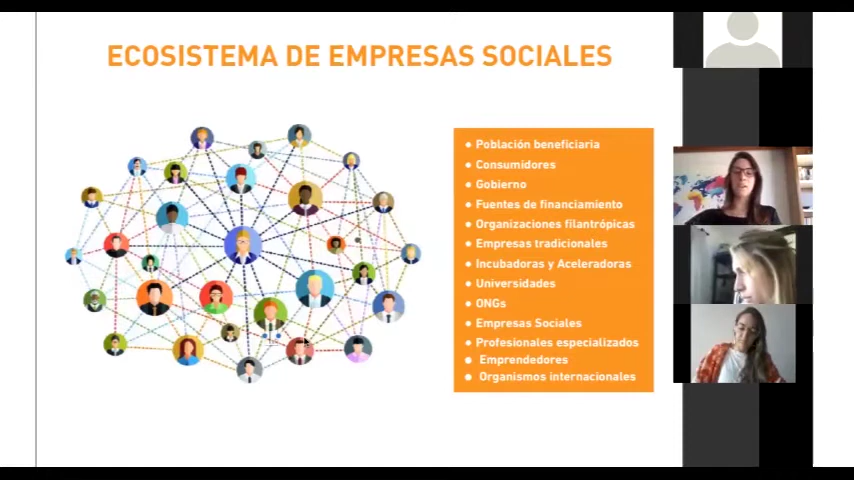 ECOSISTEMA DE EMPRESAS SOCIALES
● Población beneficiaria
● Consumidores
● Gobierno
● Fuentes de financiamiento
● Organizaciones filantrópicas
● Empresas tradicionales
● Incubadoras y Aceleradoras
● Universidades
● ONGs
● Empresas Sociales
● Profesionales especializados
● Emprendedores
● Organismos internacionales